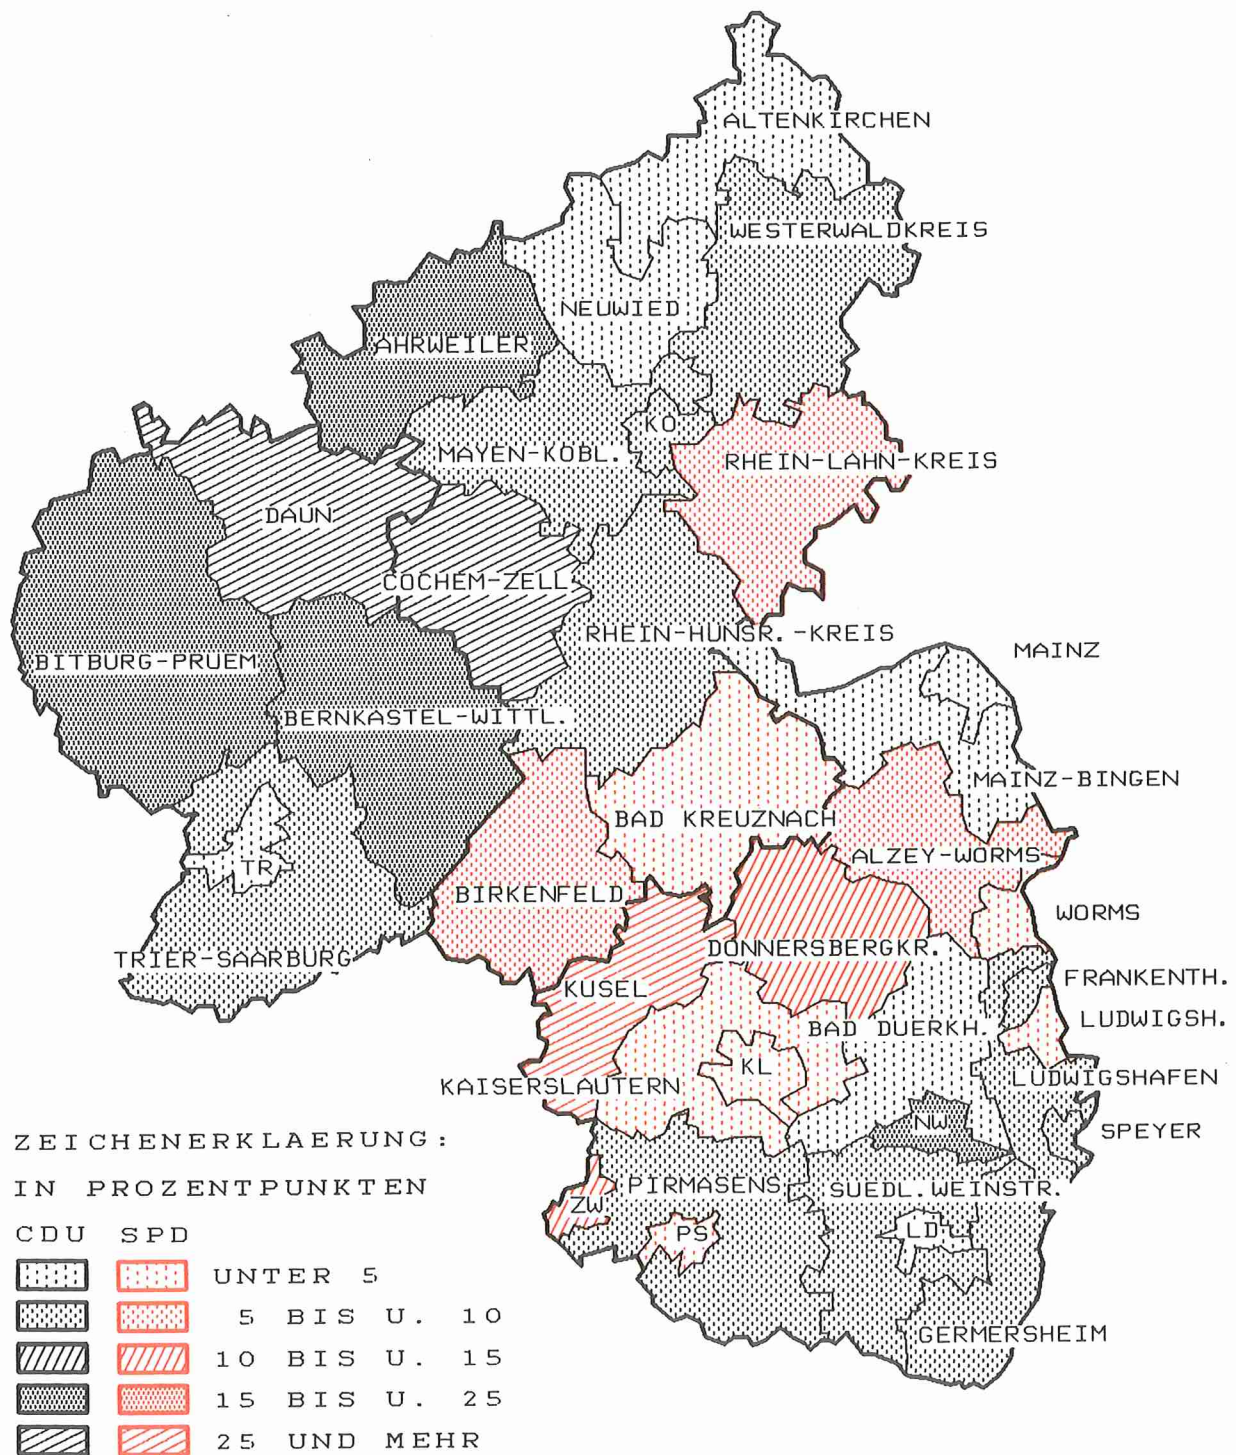 ALTENKIRCHEN
WESTERWALDKREIS
NEUWIED
AHRWEILER
KO
MAYEN-KOBL.
RHEIN-LAHN-KREIS
DAUN
COCHEM-ZELL
RHEIN-HUNSR.-KREIS
MAINZ
BITBURG-PRUEM
BERNKASTEL-WITTL.
MAINZ-BINGEN
BAD KREUZNACH
ALZEY-WORMS
TR
BIRKENFELD
WORMS
DONNERSBERGKR.
TRIER-SAARBURG
FRANKENTH.
KUSEL
LUDWIGSH.
BAD DUERKH.
KL
LUDWIGSHAFEN
KAISERSLAUTERN
NW
SPEYER
PIRMASENS
SUEDL.WEINSTR.
ZW
PS
LD
GERMERSHEIM
ZEICHENERKLAERUNG:
IN PROZENTPUNKTEN
CDU SPD
UNTER 5
5 BIS U. 10
10 BIS U. 15
15 BIS U. 25
25 UND MEHR